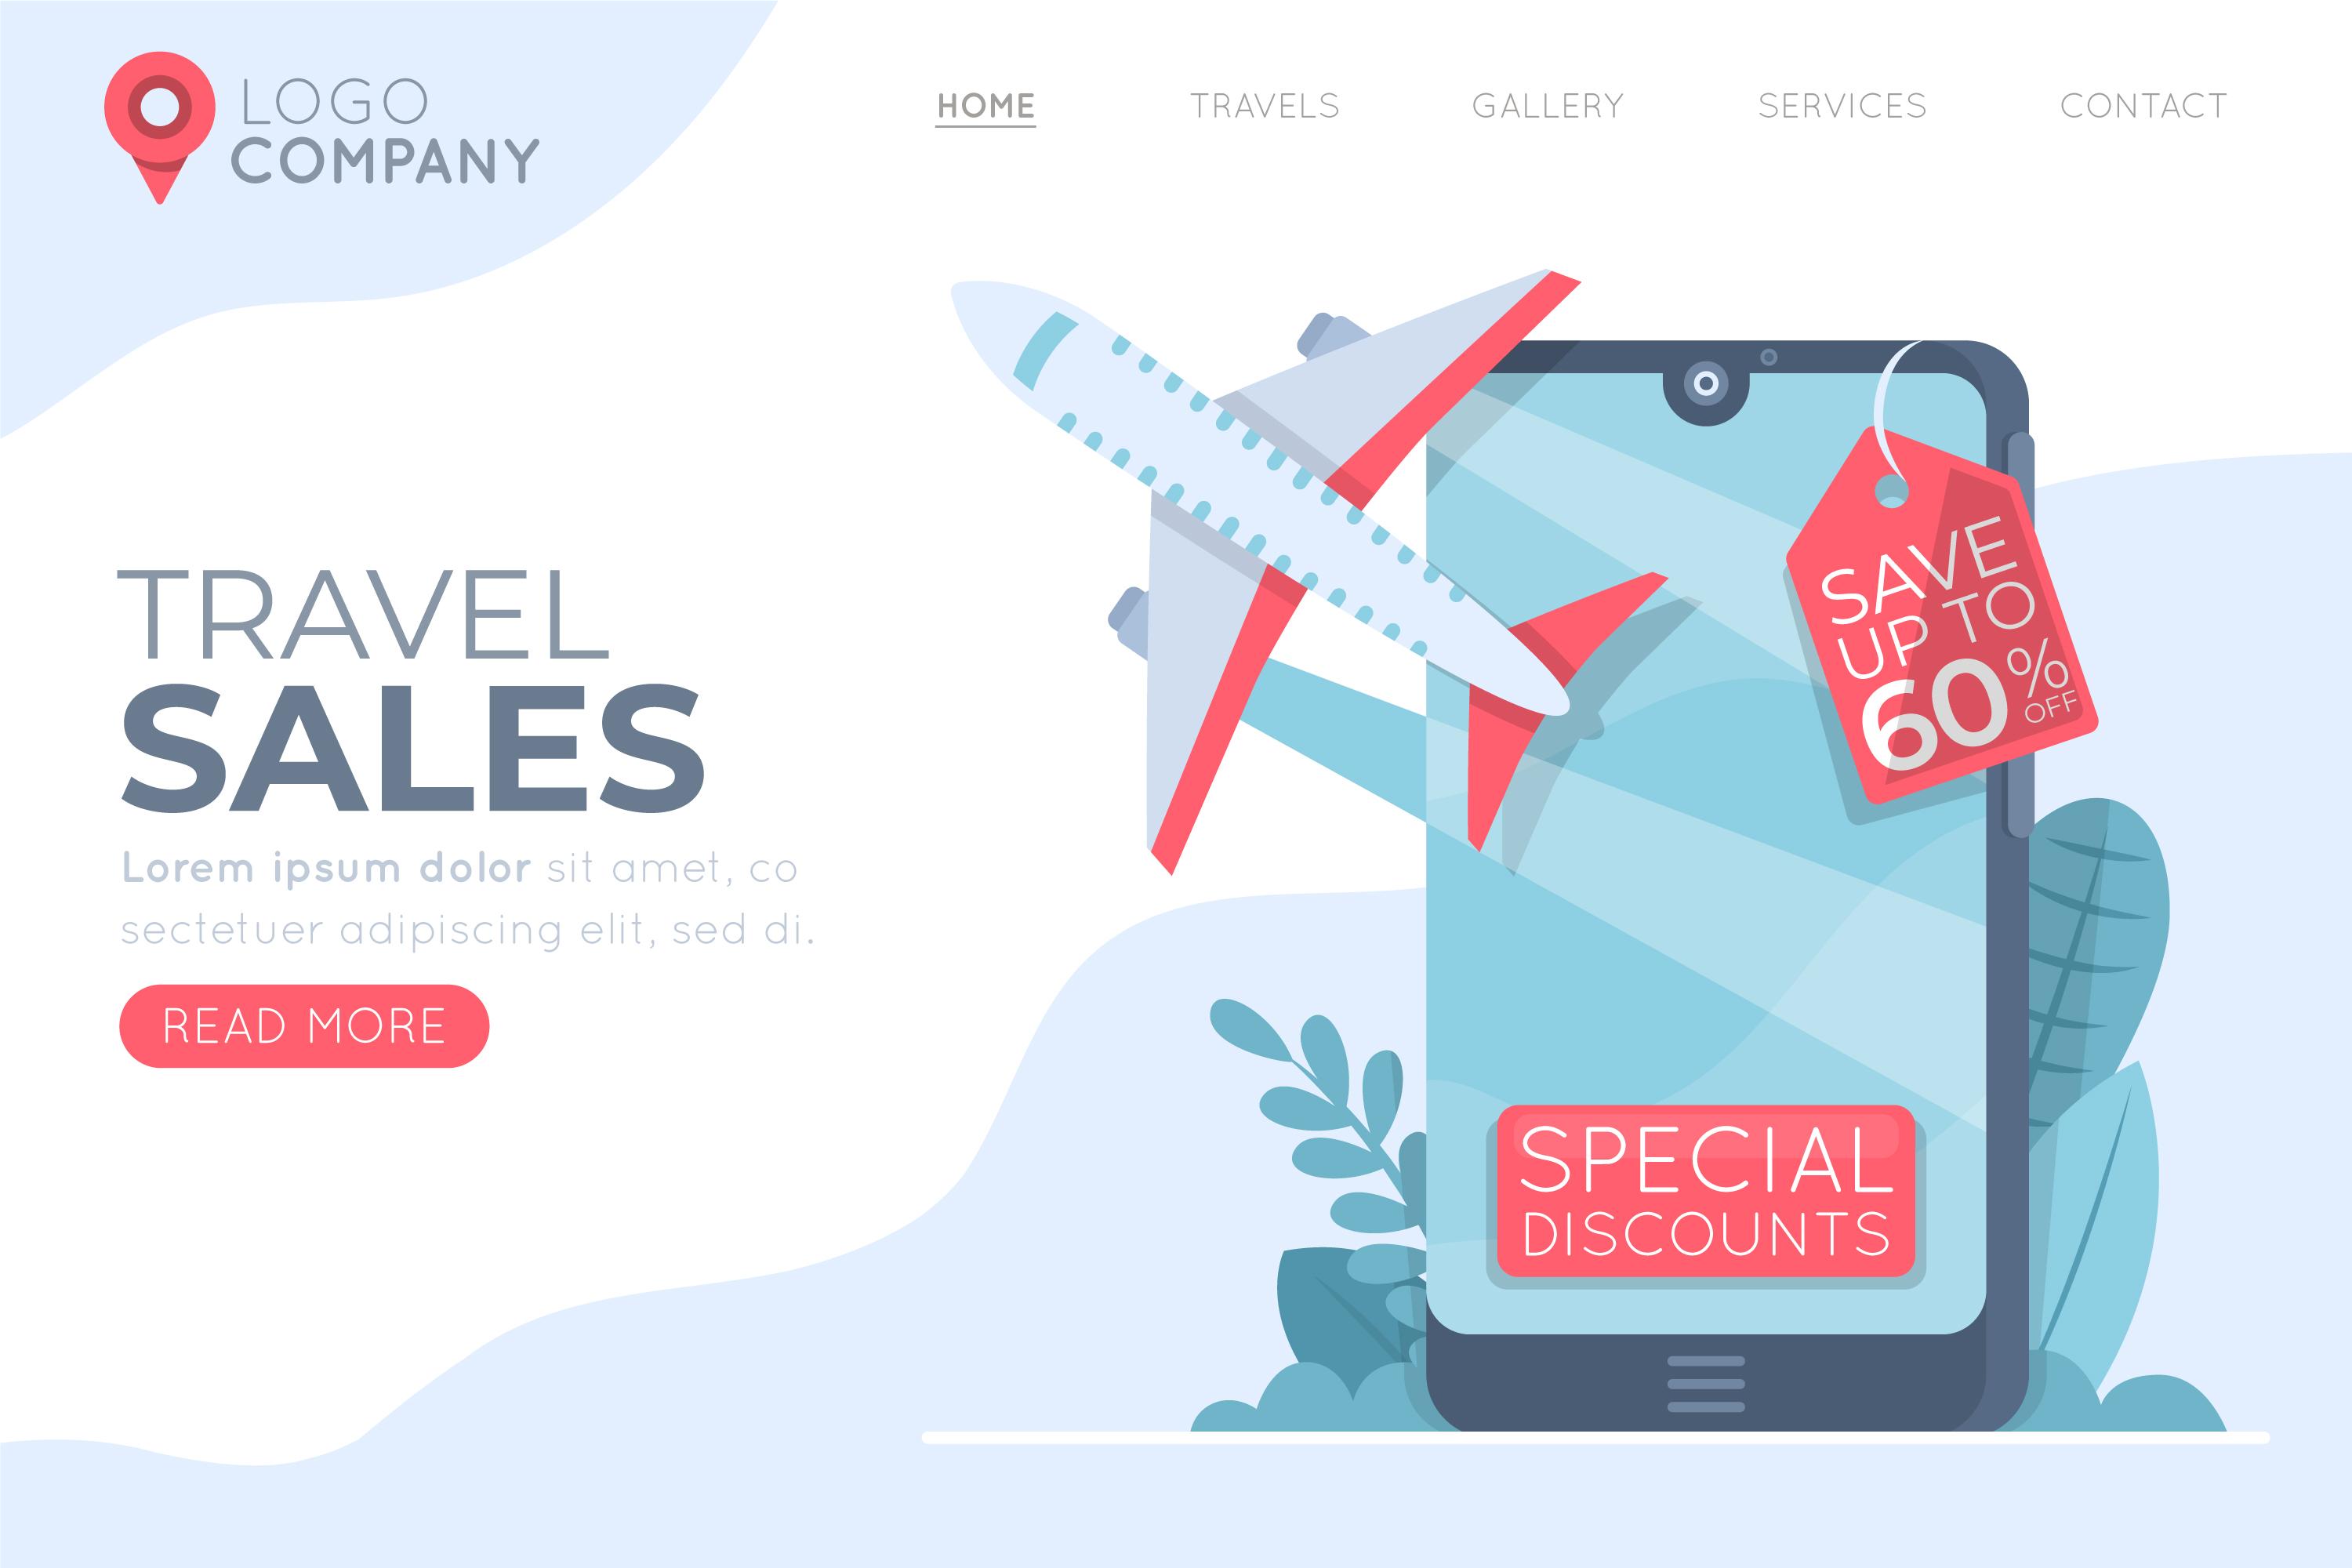 LOGO
COMPANY
HOME TRAVELS GALLERY SERVICES CONTACT
TRAVEL
SALES
Lorem ipsum dolor sit amet, co
sectetuer adipiscing elit, sed di.
READ MORE
SAVE
UP TO
60%
OFF
SPECIAL
DISCOUNTS